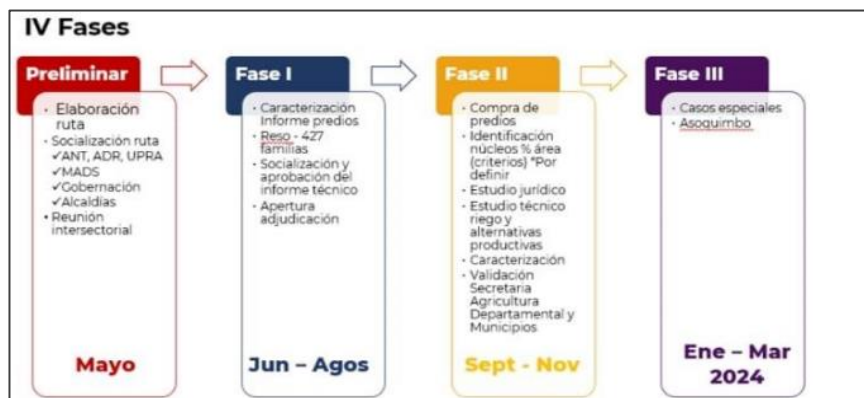 IV Fases
Preliminar
• Elaboración
ruta
• Socialización ruta
✓ANT, ADR, UPRA
✓MADS
✓Gobernación
✓Alcaldías
• Reunión
intersectorial
Mayo
Fase I
• Caracterización
Informe predios
• Reso - 427
familias
• Socialización y
aprobación del
informe técnico
• Apertura
adjudicación
Jun – Agos
Fase II
• Compra de
predios
• Identificación
núcleos % área
(criterios) *Por
definir
• Estudio jurídico
• Estudio técnico
riego y
alternativas
productivas
• Caracterización
• Validación
Secretaria
Agricultura
Departamental y
Municipios
Sept - Nov
Fase III
• Casos especiales
• Asoquimbo
Ene – Mar
2024